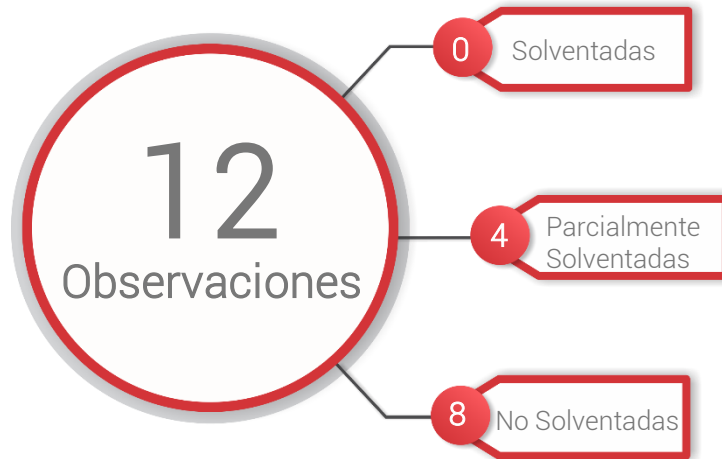 12
Observaciones
0
Solventadas
4
Parcialmente
Solventadas
8
No Solventadas